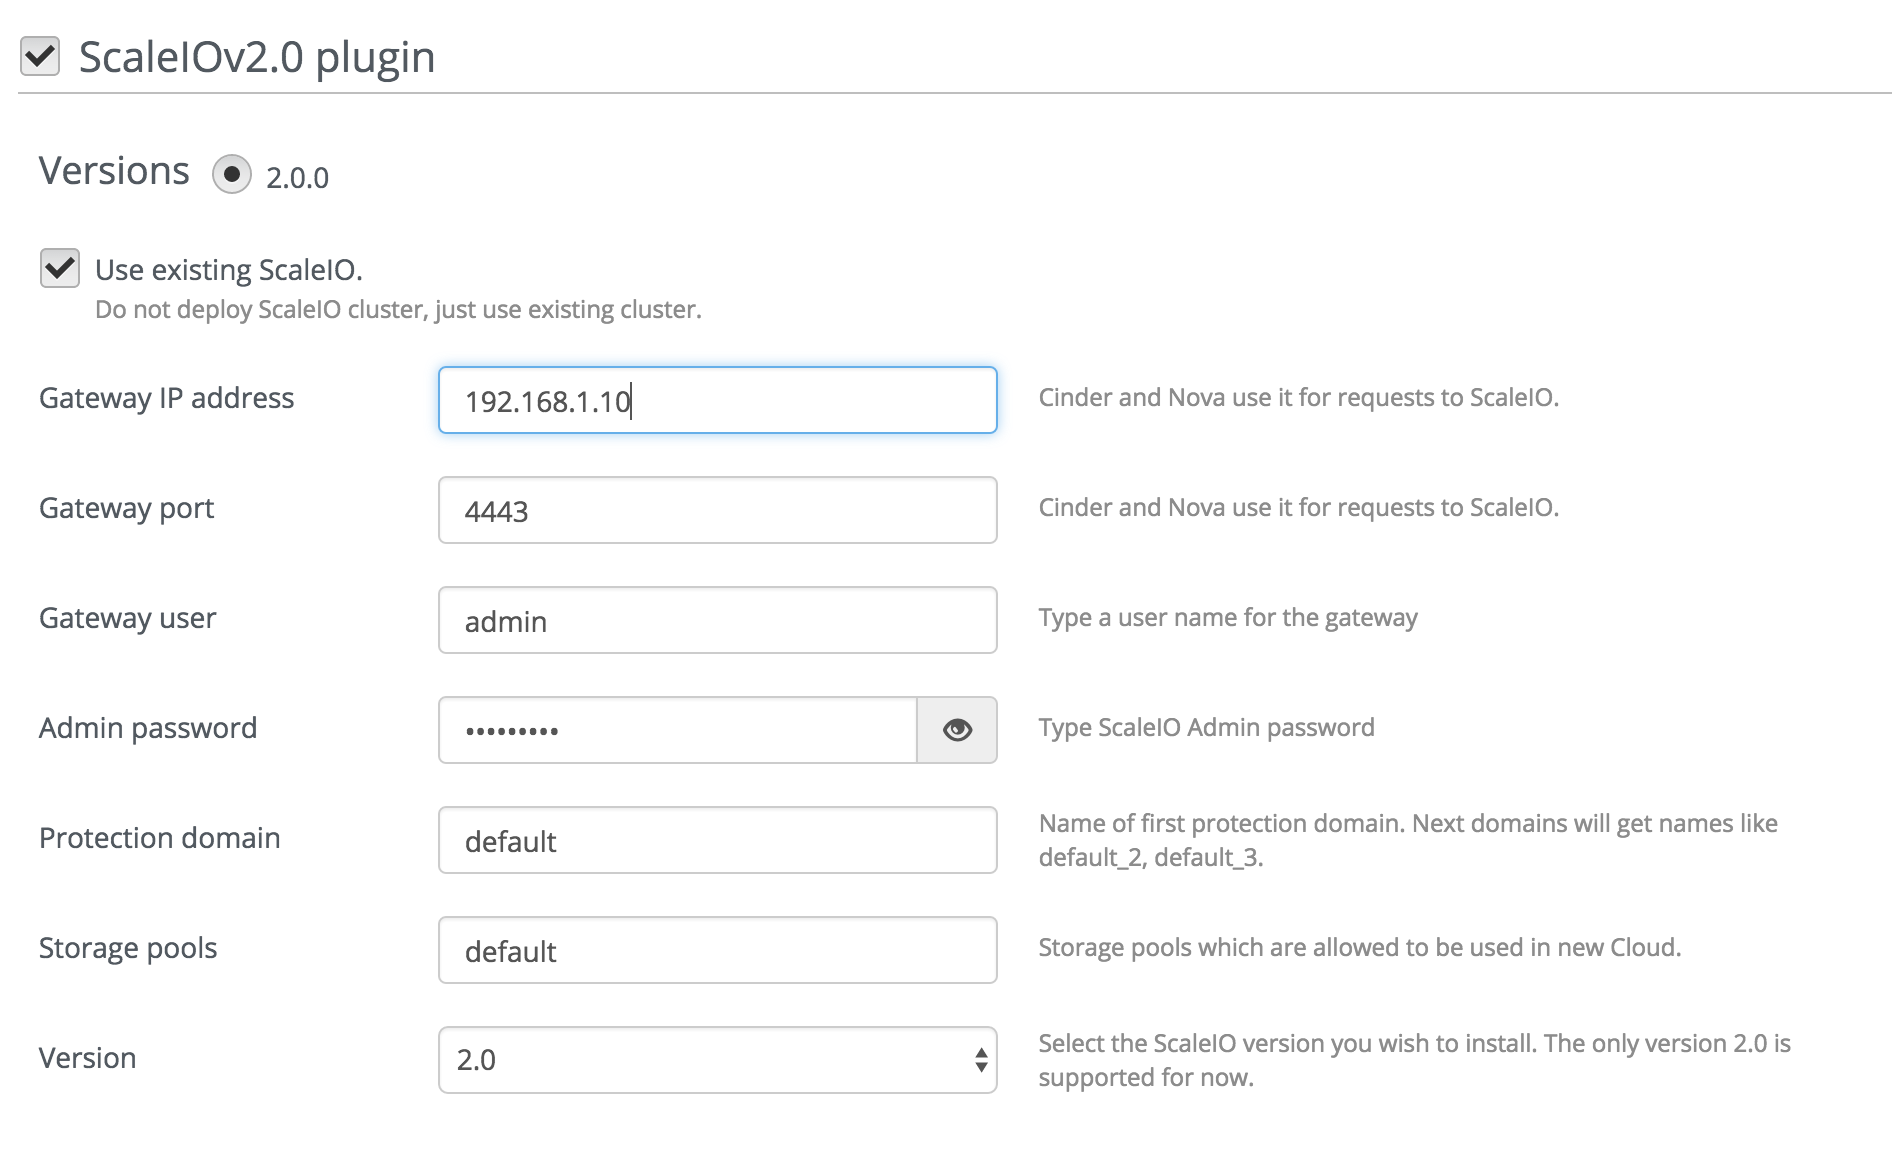 ScaleIOv2.0 plugin
Versions 2.0.0
Use existing ScaleIO.
Do not deploy ScaleIO cluster, just use existing cluster.
Gateway IP address 192.168.1.10 Cinder and Nova use it for requests to ScaleIO.
Gateway port 4443 Cinder and Nova use it for requests to ScaleIO.
Gateway user admin Type a user name for the gateway
Admin password ••••••••• Type ScaleIO Admin password
Protection domain default Name of first protection domain. Next domains will get names like
default_2, default_3.
Storage pools default Storage pools which are allowed to be used in new Cloud.
Version 2.0 Select the ScaleIO version you wish to install. The only version 2.0 is
supported for now.